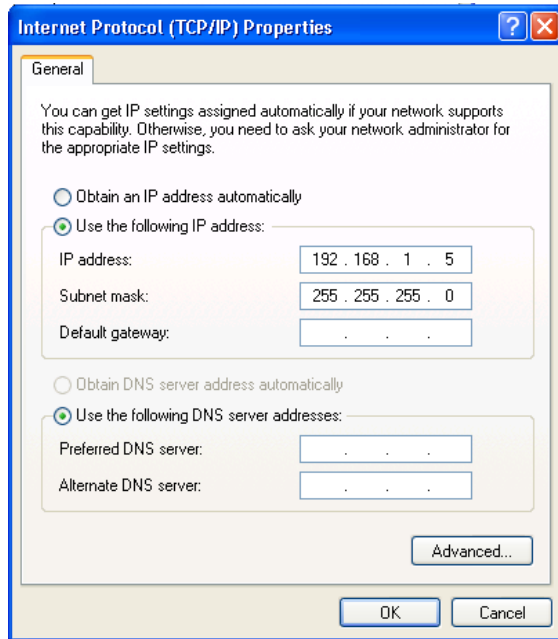 Internet Protocol (TCP/IP) Properties
General
You can get IP settings assigned automatically if your network supports
this capability. Otherwise, you need to ask your network administrator for
the appropriate IP settings.
Obtain an IP address automatically
Use the following IP address:
IP address: 192 . 168 . 1 . 5
Subnet mask: 255 . 255 . 255 . 0
Default gateway: . . .
Obtain DNS server address automatically
Use the following DNS server addresses:
Preferred DNS server: . . .
Alternate DNS server: . . .
Advanced...
OK Cancel